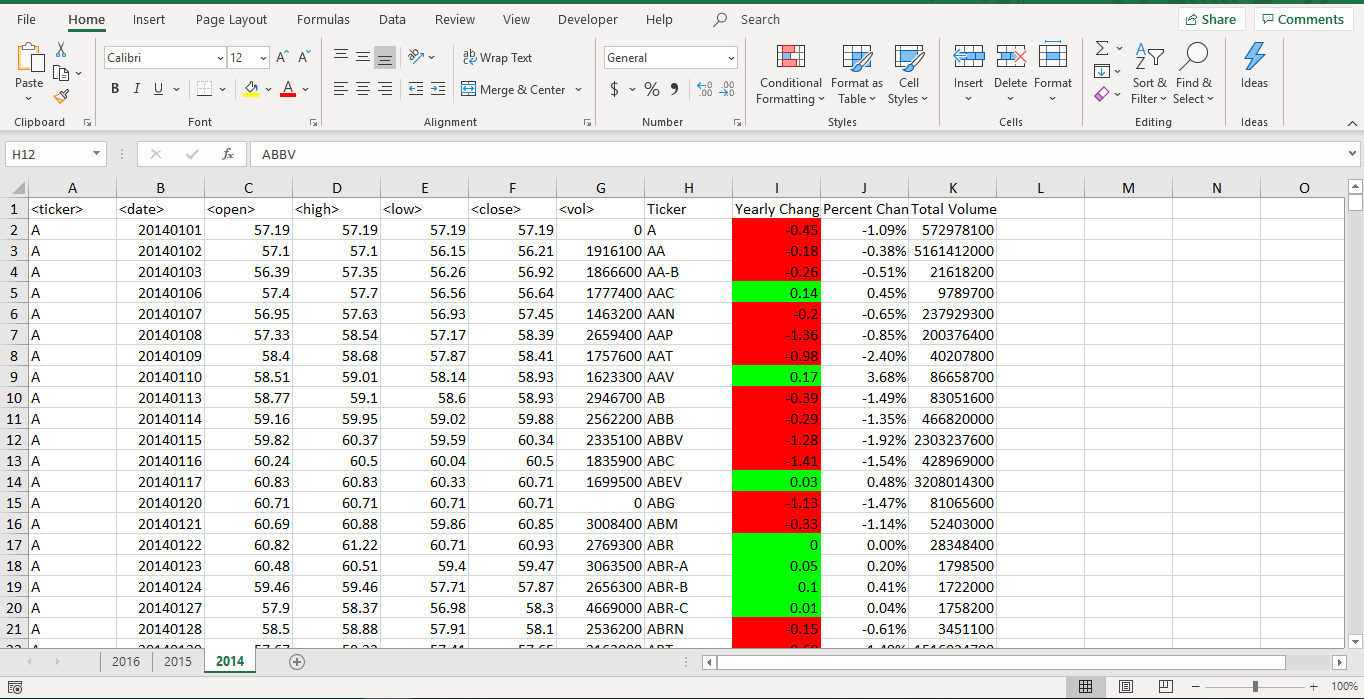 File Home Insert Page Layout Formulas Data Review View Developer Help Search Share Comments
Calibri 12 A A ab Wrap Text General
Paste B I U A Merge & Center $ % , Conditional Formatting Format as Table Cell Styles Insert Delete Format Sort & Filter Find & Select Ideas
Clipboard Font Alignment Number Styles Cells Editing Ideas
H12 fx ABBV
A B C D E F G H I J K L M N O
1 <ticker> <date> <open> <high> <low> <close> <vol> Ticker Yearly Chang Percent Chan Total Volume
2 A 20140101 57.19 57.19 57.19 57.19 0 A -0.45 -1.09% 572978100
3 A 20140102 57.1 57.1 56.15 56.21 1916100 AA -0.18 -0.38% 5161412000
4 A 20140103 56.39 57.35 56.26 56.92 1866600 AA-B -0.26 -0.51% 21618200
5 A 20140106 57.4 57.7 56.56 56.64 1777400 AAC 0.14 0.45% 9789700
6 A 20140107 56.95 57.63 56.93 57.45 1463200 AAN -0.2 -0.65% 237929300
7 A 20140108 57.33 58.54 57.17 58.39 2659400 AAP -1.36 -0.85% 200376400
8 A 20140109 58.4 58.68 57.87 58.41 1757600 AAT -0.98 -2.40% 40207800
9 A 20140110 58.51 59.01 58.14 58.93 1623300 AAV 0.17 3.68% 86658700
10 A 20140113 58.77 59.1 58.6 58.93 2946700 AB -0.39 -1.49% 83051600
11 A 20140114 59.16 59.95 59.02 59.88 2562200 ABB -0.29 -1.35% 466820000
12 A 20140115 59.82 60.37 59.59 60.34 2335100 ABBV -1.28 -1.92% 2303237600
13 A 20140116 60.24 60.5 60.04 60.5 1835900 ABC -1.41 -1.54% 428969000
14 A 20140117 60.83 60.83 60.33 60.71 1699500 ABEV 0.03 0.48% 3208014300
15 A 20140120 60.71 60.71 60.71 60.71 0 ABG -1.13 -1.47% 81065600
16 A 20140121 60.69 60.88 59.86 60.85 3008400 ABM -0.33 -1.14% 52403000
17 A 20140122 60.82 61.22 60.71 60.93 2769300 ABR 0 0.00% 28348400
18 A 20140123 60.48 60.51 59.4 59.47 3063500 ABR-A 0.05 0.20% 1798500
19 A 20140124 59.46 59.46 57.71 57.87 2656300 ABR-B 0.1 0.41% 1722000
20 A 20140127 57.9 58.37 56.98 58.3 4669000 ABR-C 0.01 0.04% 1758200
21 A 20140128 58.5 58.88 57.91 58.1 2536200 ABRN -0.15 -0.61% 3451100
2016 2015 2014
100%